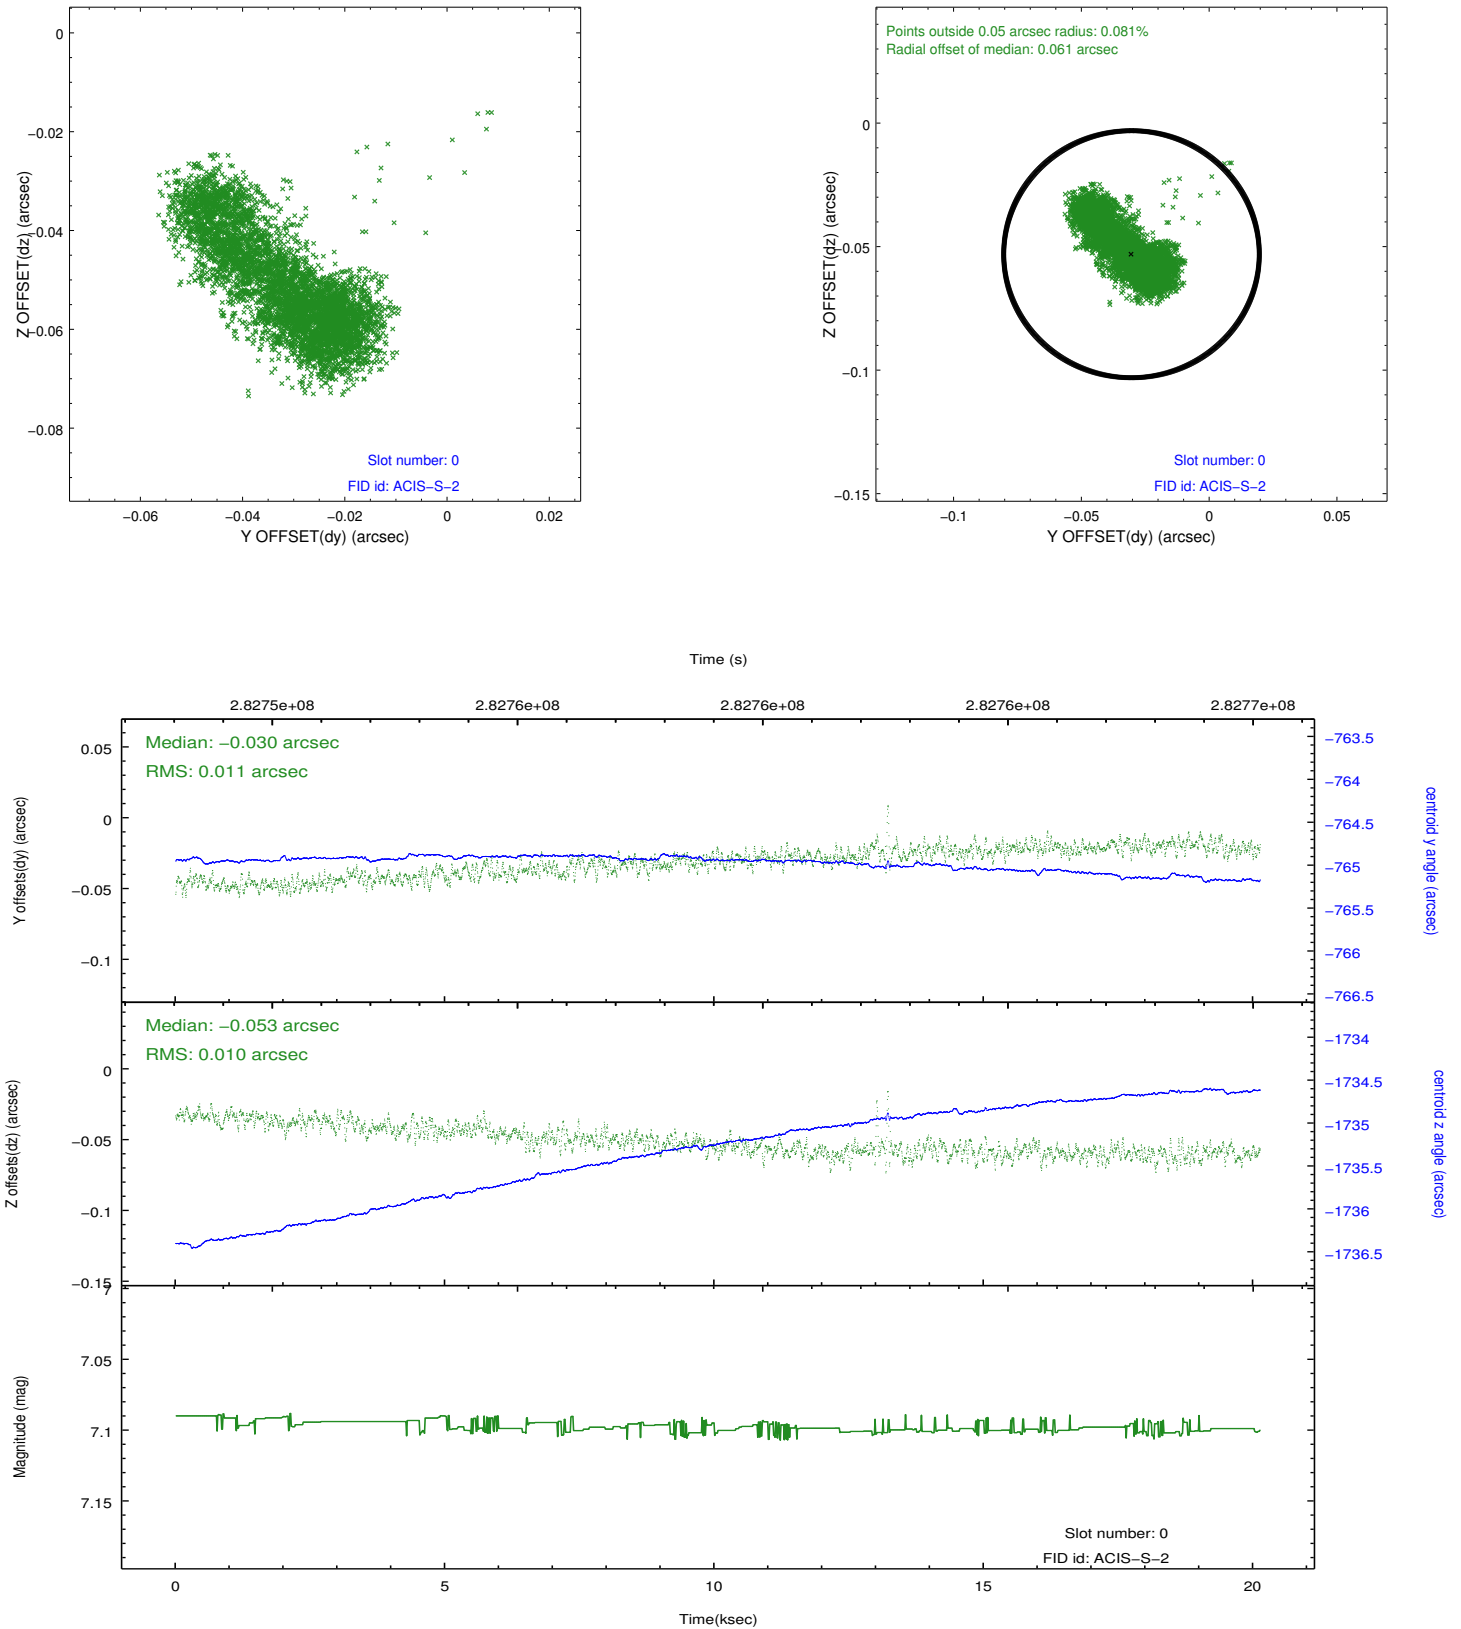 0
−0.02
−0.04
−0.06
−0.08
Z OFFSET(dz) (arcsec)
Slot number: 0
FID id: ACIS−S−2
−0.06
−0.04
−0.02
0
0.02
Y OFFSET(dy) (arcsec)
Points outside 0.05 arcsec radius: 0.081%
Radial offset of median: 0.061 arcsec
0
−0.05
−0.1
−0.15
Z OFFSET(dz) (arcsec)
Slot number: 0
FID id: ACIS−S−2
−0.1
−0.05
0
0.05
Y OFFSET(dy) (arcsec)
Time (s)
2.8275e+08
2.8276e+08
2.8276e+08
2.8276e+08
2.8277e+08
Median: −0.030 arcsec
RMS: 0.011 arcsec
0.05
0
−0.05
−0.1
Y offsets(dy) (arcsec)
−763.5
−764
−764.5
−765
−765.5
−766
−766.5
centroid y angle (arcsec)
Median: −0.053 arcsec
RMS: 0.010 arcsec
0
−0.05
−0.1
−0.15
Z offsets(dz) (arcsec)
−1734
−1734.5
−1735
−1735.5
−1736
−1736.5
centroid z angle (arcsec)
7
7.05
7.1
7.15
Magnitude (mag)
Slot number: 0
FID id: ACIS−S−2
0
5
10
15
20
Time(ksec)